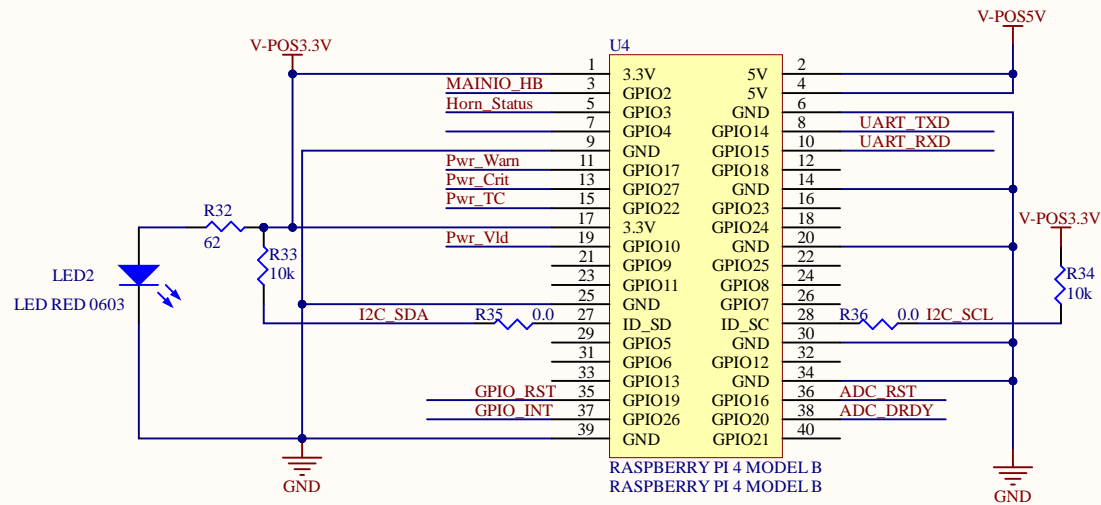 V-POS5V
V-POS3.3V
U4
1 3.3V 5V 2
MAINIO_HB 3 GPIO2 5V 4
Horn_Status 5 GPIO3 GND 6
7 GPIO4 GPIO14 8 UART_TXD
9 GND GPIO15 10 UART_RXD
Pwr_Warn 11 GPIO17 GPIO18 12
Pwr_Crit 13 GPIO27 GND 14
Pwr_TC 15 GPIO22 GPIO23 16
17 3.3V GPIO24 18
Pwr_Vld 19 GPIO10 GND 20
21 GPIO9 GPIO25 22
23 GPIO11 GPIO8 24
25 GND GPIO7 26
I2C_SDA R35 0.0 27 ID_SD ID_SC 28 R36 0.0 I2C_SCL
29 GPIO5 GND 30
31 GPIO6 GPIO12 32
33 GPIO13 GND 34
GPIO_RST 35 GPIO19 GPIO16 36 ADC_RST
GPIO_INT 37 GPIO26 GPIO20 38 ADC_DRDY
39 GND GPIO21 40
RASPBERRY PI 4 MODEL B
RASPBERRY PI 4 MODEL B
R32
62
R33
10k
LED2
LED RED 0603
GND
V-POS3.3V
R34
10k
GND